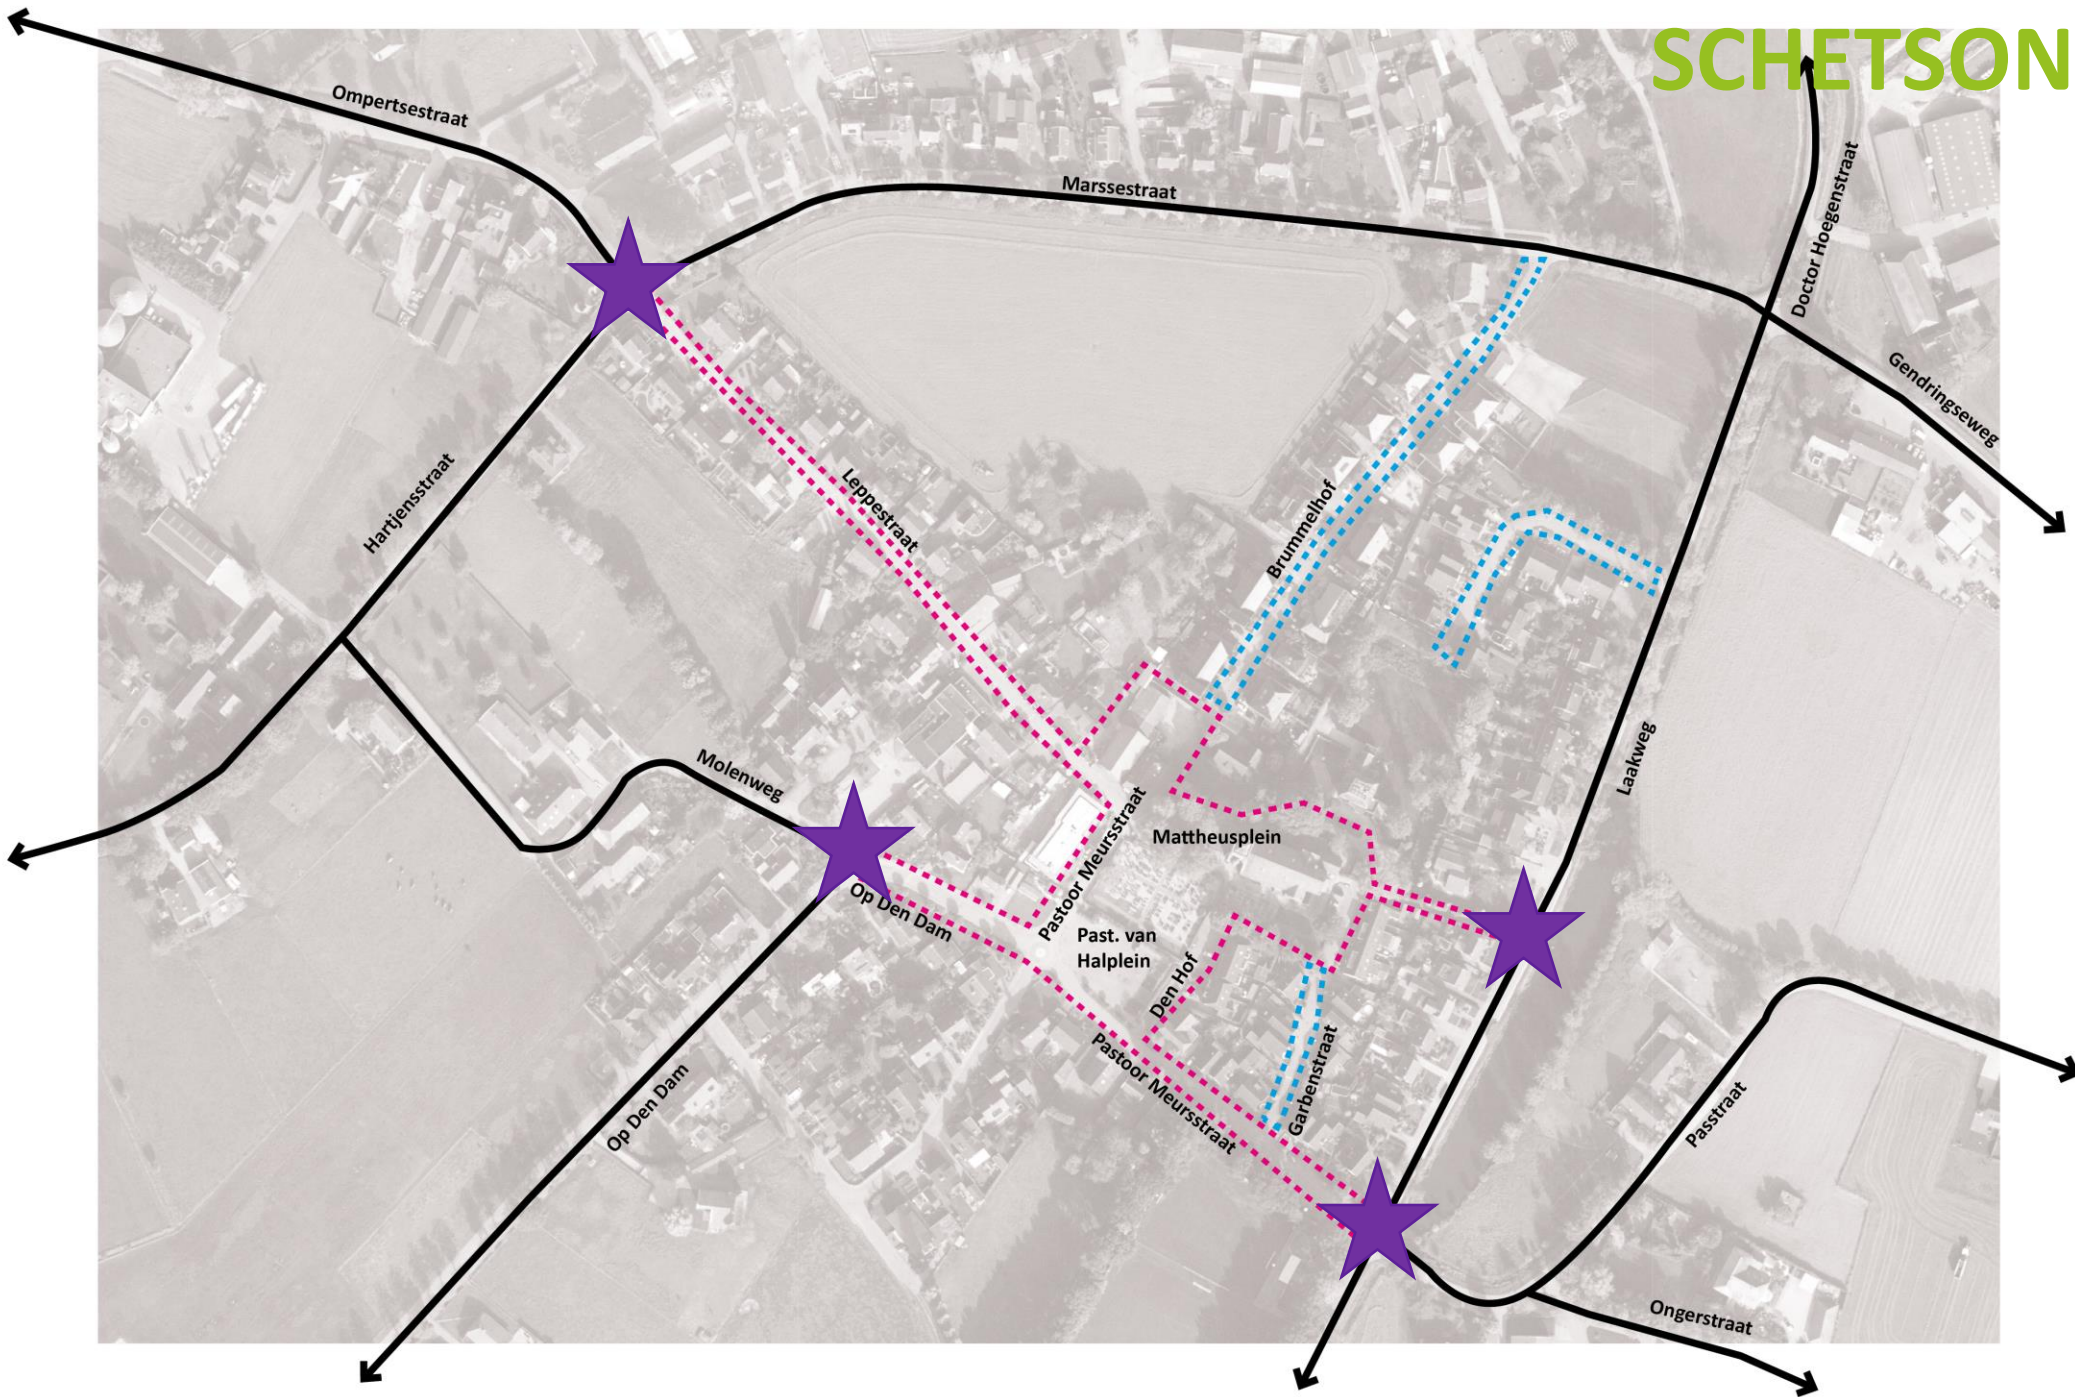 SCHETSON
Ompertsestraat
Marssestraat
Doctor Hoegenstraat
Gendringseweg
Hartjensstraat
Leppestraat
Brummelhof
Laakweg
Molenweg
Pastoor Meursstraat
Mattheusplein
Op Den Dam
Past. van
Halplein
Den Hof
Garbenstraat
Pastoor Meursstraat
Op Den Dam
Passtraat
Ongerstraat